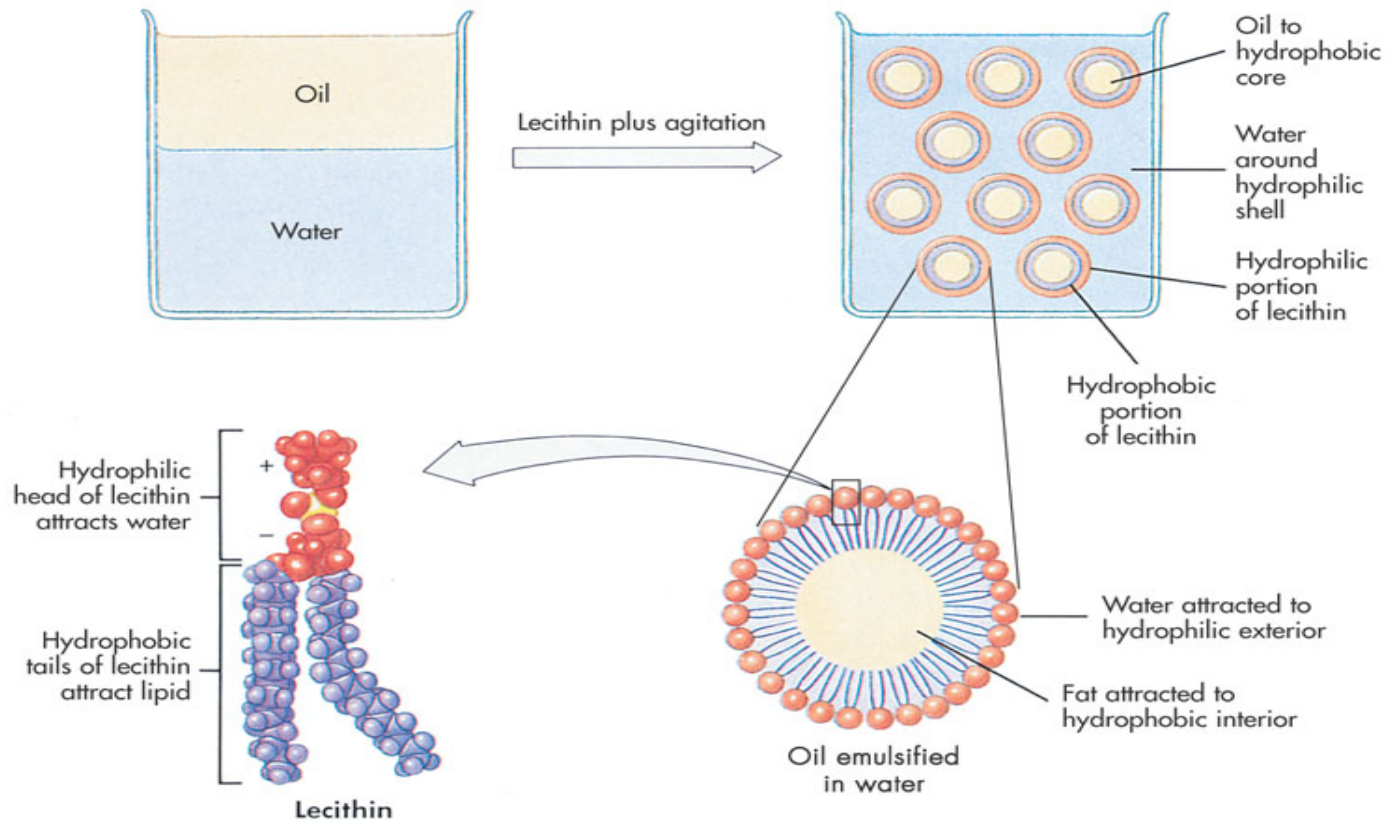 Oil
Water
Lecithin plus agitation
Oil to
hydrophobic
core
Water
around
hydrophilic
shell
Hydrophilic
portion
of lecithin
Hydrophobic
portion
of lecithin
Hydrophilic
head of lecithin
attracts water
+
–
Hydrophobic
tails of lecithin
attract lipid
Lecithin
Water attracted to
hydrophilic exterior
Fat attracted to
hydrophobic interior
Oil emulsified
in water